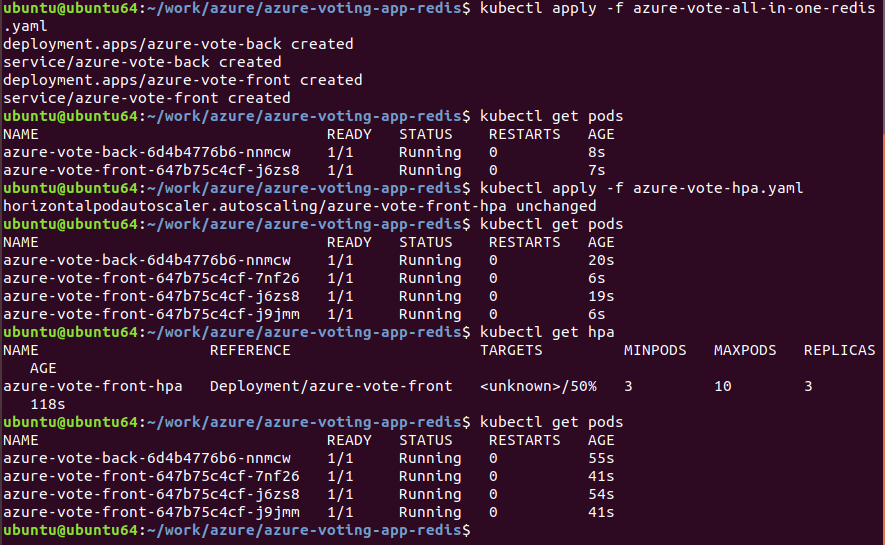 ubuntu@ubuntu64:~/work/azure/azure-voting-app-redis$ kubectl apply -f azure-vote-all-in-one-redis
.yaml
deployment.apps/azure-vote-back created
service/azure-vote-back created
deployment.apps/azure-vote-front created
service/azure-vote-front created
ubuntu@ubuntu64:~/work/azure/azure-voting-app-redis$ kubectl get pods
NAME                                READY   STATUS    RESTARTS   AGE
azure-vote-back-6d4b4776b6-nnmcw    1/1     Running   0          8s
azure-vote-front-647b75c4cf-j6zs8   1/1     Running   0          7s
ubuntu@ubuntu64:~/work/azure/azure-voting-app-redis$ kubectl apply -f azure-vote-hpa.yaml
horizontalpodautoscaler.autoscaling/azure-vote-front-hpa unchanged
ubuntu@ubuntu64:~/work/azure/azure-voting-app-redis$ kubectl get pods
NAME                                READY   STATUS    RESTARTS   AGE
azure-vote-back-6d4b4776b6-nnmcw    1/1     Running   0          20s
azure-vote-front-647b75c4cf-7nf26   1/1     Running   0          6s
azure-vote-front-647b75c4cf-j6zs8   1/1     Running   0          19s
azure-vote-front-647b75c4cf-j9jmm   1/1     Running   0          6s
ubuntu@ubuntu64:~/work/azure/azure-voting-app-redis$ kubectl get hpa
NAME                   REFERENCE                     TARGETS         MINPODS   MAXPODS   REPLICAS
   AGE
azure-vote-front-hpa   Deployment/azure-vote-front   <unknown>/50%   3         10        3
   118s
ubuntu@ubuntu64:~/work/azure/azure-voting-app-redis$ kubectl get pods
NAME                                READY   STATUS    RESTARTS   AGE
azure-vote-back-6d4b4776b6-nnmcw    1/1     Running   0          55s
azure-vote-front-647b75c4cf-7nf26   1/1     Running   0          41s
azure-vote-front-647b75c4cf-j6zs8   1/1     Running   0          54s
azure-vote-front-647b75c4cf-j9jmm   1/1     Running   0          41s
ubuntu@ubuntu64:~/work/azure/azure-voting-app-redis$